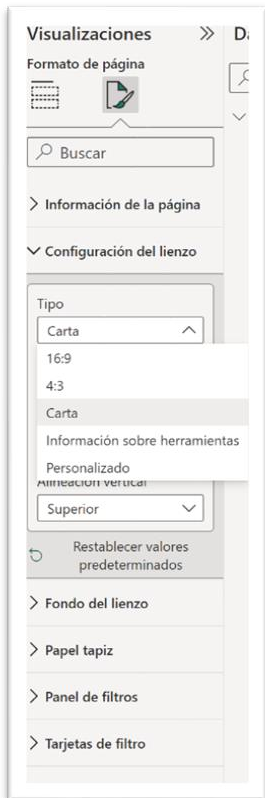 Visualizaciones >> D
Formato de página
Buscar
Información de la página
Configuración del lienzo
Tipo
Carta
16:9
4:3
Carta
Información sobre herramientas
Personalizado
Alineación vertical
Superior
Restablecer valores
predeterminados
Fondo del lienzo
Papel tapiz
Panel de filtros
Tarjetas de filtro